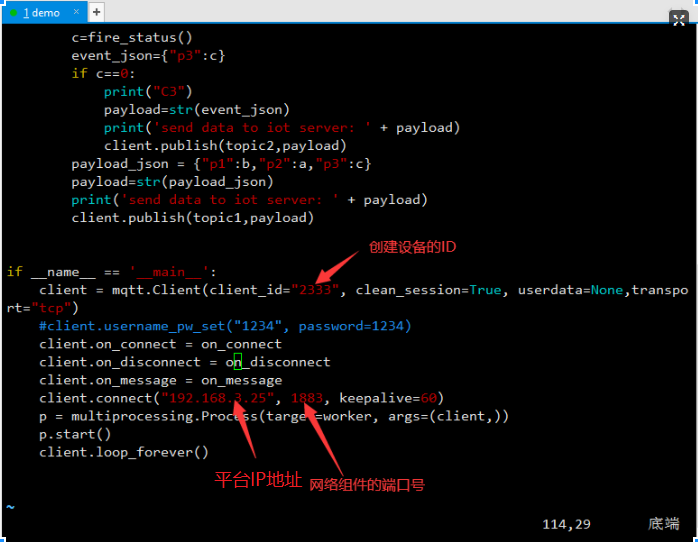 1 demo × +
c=fire_status()
event_json={"p3":c}
if c==0:
print("C3")
payload=str(event_json)
print('send data to iot server: ' + payload)
client.publish(topic2,payload)
payload_json = {"p1":b,"p2":a,"p3":c}
payload=str(payload_json)
print('send data to iot server: ' + payload)
client.publish(topic1,payload)
创建设备的ID
if __name__ == '__main__':
client = mqtt.Client(client_id="2333", clean_session=True, userdata=None,transpo
rt="tcp")
#client.username_pw_set("1234", password=1234)
client.on_connect = on_connect
client.on_disconnect = on_disconnect
client.on_message = on_message
client.connect("192.168.3.25", 1883, keepalive=60)
p = multiprocessing.Process(target=worker, args=(client,))
p.start()
client.loop_forever()
平台IP地址 网络组件的端口号
~
114,29 底端